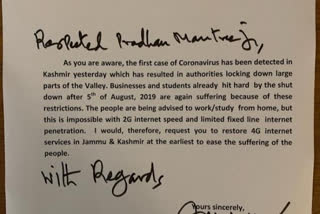 Respected Pradhan Mantri ji,
As you are aware, the first case of Coronavirus has been detected in
Kashmir yesterday which has resulted in authorities locking down large
parts of the Valley. Businesses and students already hit hard by the shut
down after 5th of August, 2019 are again suffering because of these
restrictions. The people are being advised to work/study from home, but
this is impossible with 2G internet speed and limited fixed line internet
penetration. I would, therefore, request you to restore 4G internet
services in Jammu & Kashmir at the earliest to ease the suffering of
the people.
With Regards
Yours sincerely,